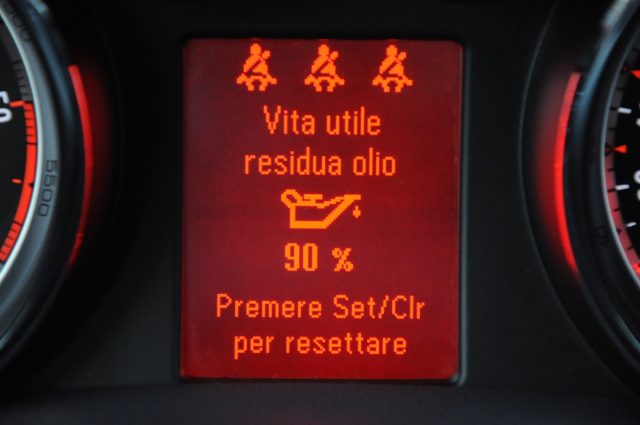 Vita utile
residua olio
90 %
Premere Set/Clr
per resettare
5500